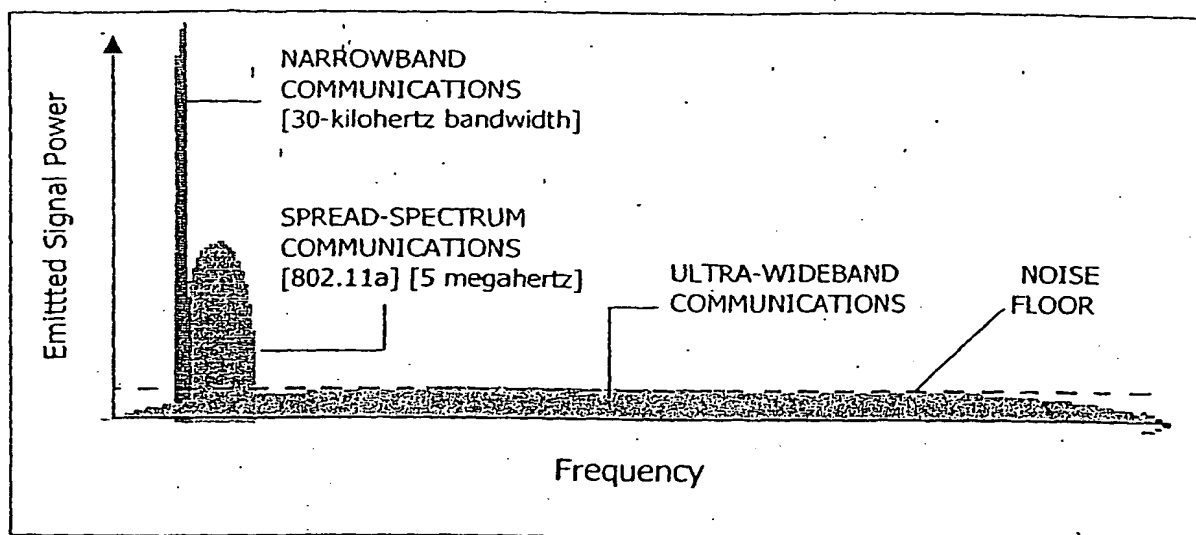 Emitted Signal Power
NARROWBAND
COMMUNICATIONS
[30-kilohertz bandwidth]
SPREAD-SPECTRUM
COMMUNICATIONS
[802.11a] [5 megahertz]
ULTRA-WIDEBAND
COMMUNICATIONS
NOISE
FLOOR
Frequency